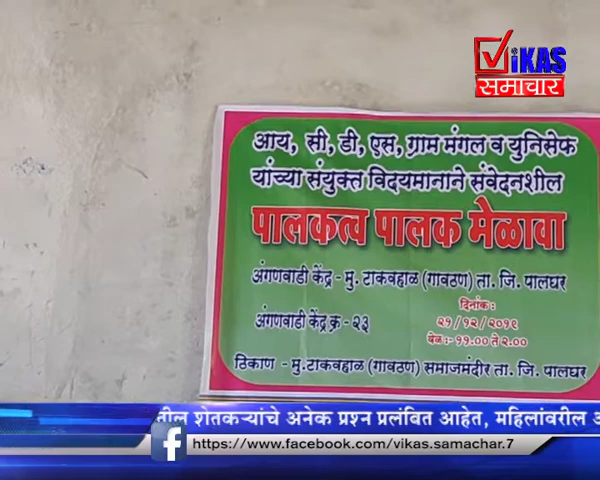 ViKAS
समाचार
आय, सी, डी, एस, ग्राम मंगल व युनिसेफ
यांच्या संयुक्त विद्यमानाने संवेदनशील
पालकत्व पालक मेळावा
अंगणवाडी केंद्र - मु. टाकवहाळ (गावठण) ता. जि. पालघर
दिनांक :
अंगणवाडी केंद्र क्र - २३
२१/१२/२०१९
वेळ :- ११.०० ते २.००
ठिकाण - मु. टाकवहाळ (गावठण) समाजमंदीर ता. जि. पालघर
तील शेतकऱ्यांचे अनेक प्रश्न प्रलंबित आहेत, महिलांवरील
f https://www.facebook.com/vikas.samachar.7